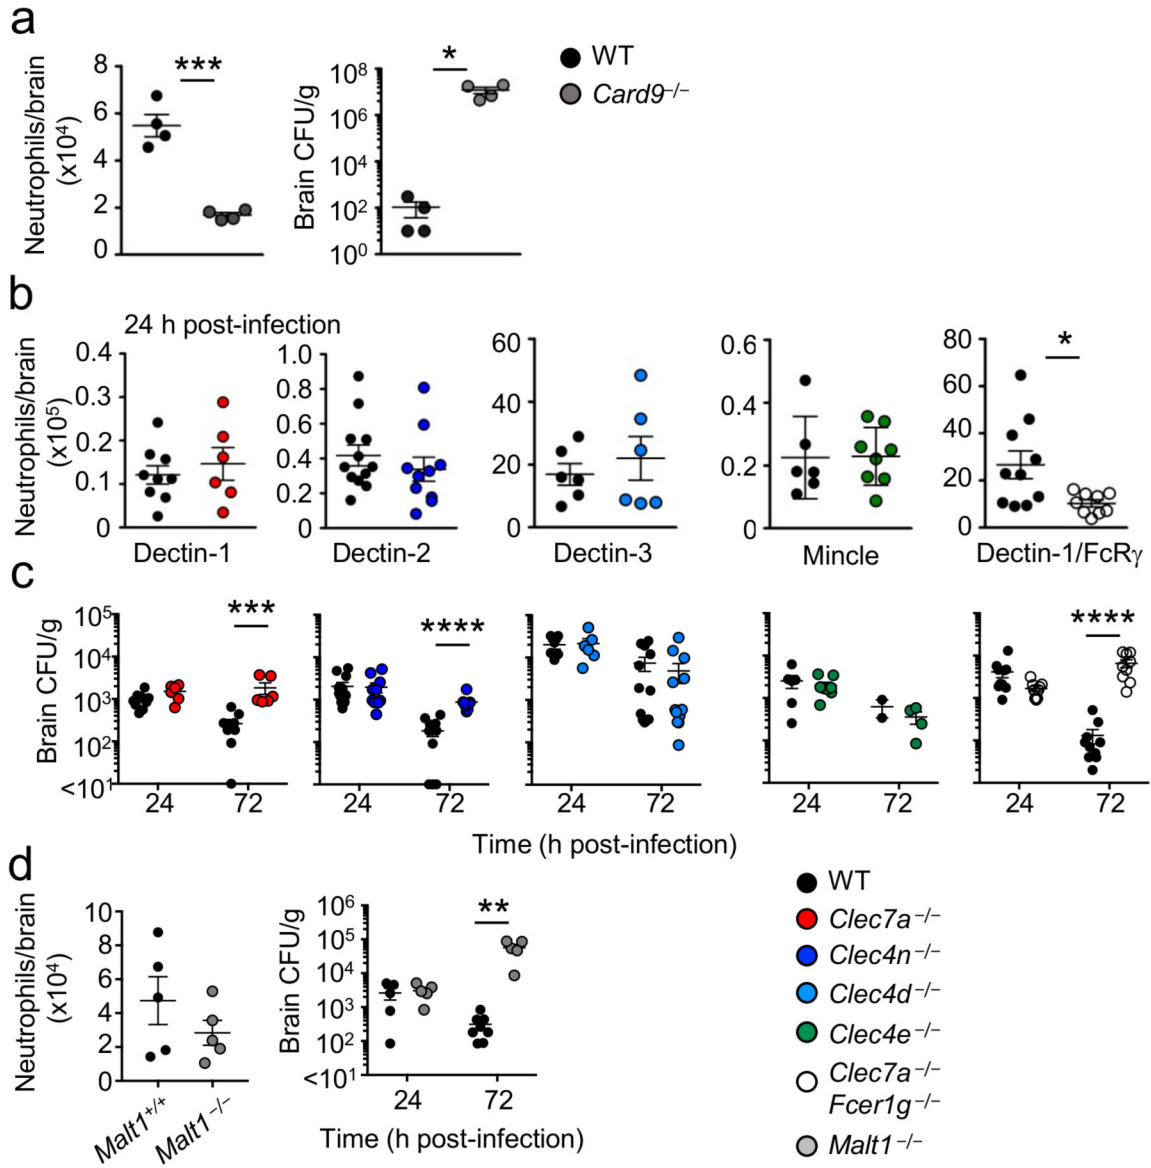 a
Neutrophils/brain
(x10⁴)
8
6
4
2
0
***
Brain CFU/g
10⁸
10⁶
10⁴
10²
10⁰
*
WT
Card9⁻/⁻
b
24 h post-infection
Neutrophils/brain
(x10⁵)
0.4
0.3
0.2
0.1
0
Dectin-1
1.0
0.8
0.6
0.4
0.2
0
Dectin-2
60
40
20
0
Dectin-3
0.6
0.4
0.2
0
Mincle
80
60
40
20
0
*
Dectin-1/FcRγ
c
Brain CFU/g
10⁵
10⁴
10³
10²
<10¹
***
24 72
****
24 72
24 72
24 72
****
24 72
Time (h post-infection)
d
Neutrophils/brain
(x10⁴)
10
8
6
4
2
0
Malt1⁺/⁺
Malt1⁻/⁻
Brain CFU/g
10⁶
10⁵
10⁴
10³
10²
<10¹
**
24 72
Time (h post-infection)
WT
Clec7a⁻/⁻
Clec4n⁻/⁻
Clec4d⁻/⁻
Clec4e⁻/⁻
Clec7a⁻/⁻
Fcer1g⁻/⁻
Malt1⁻/⁻